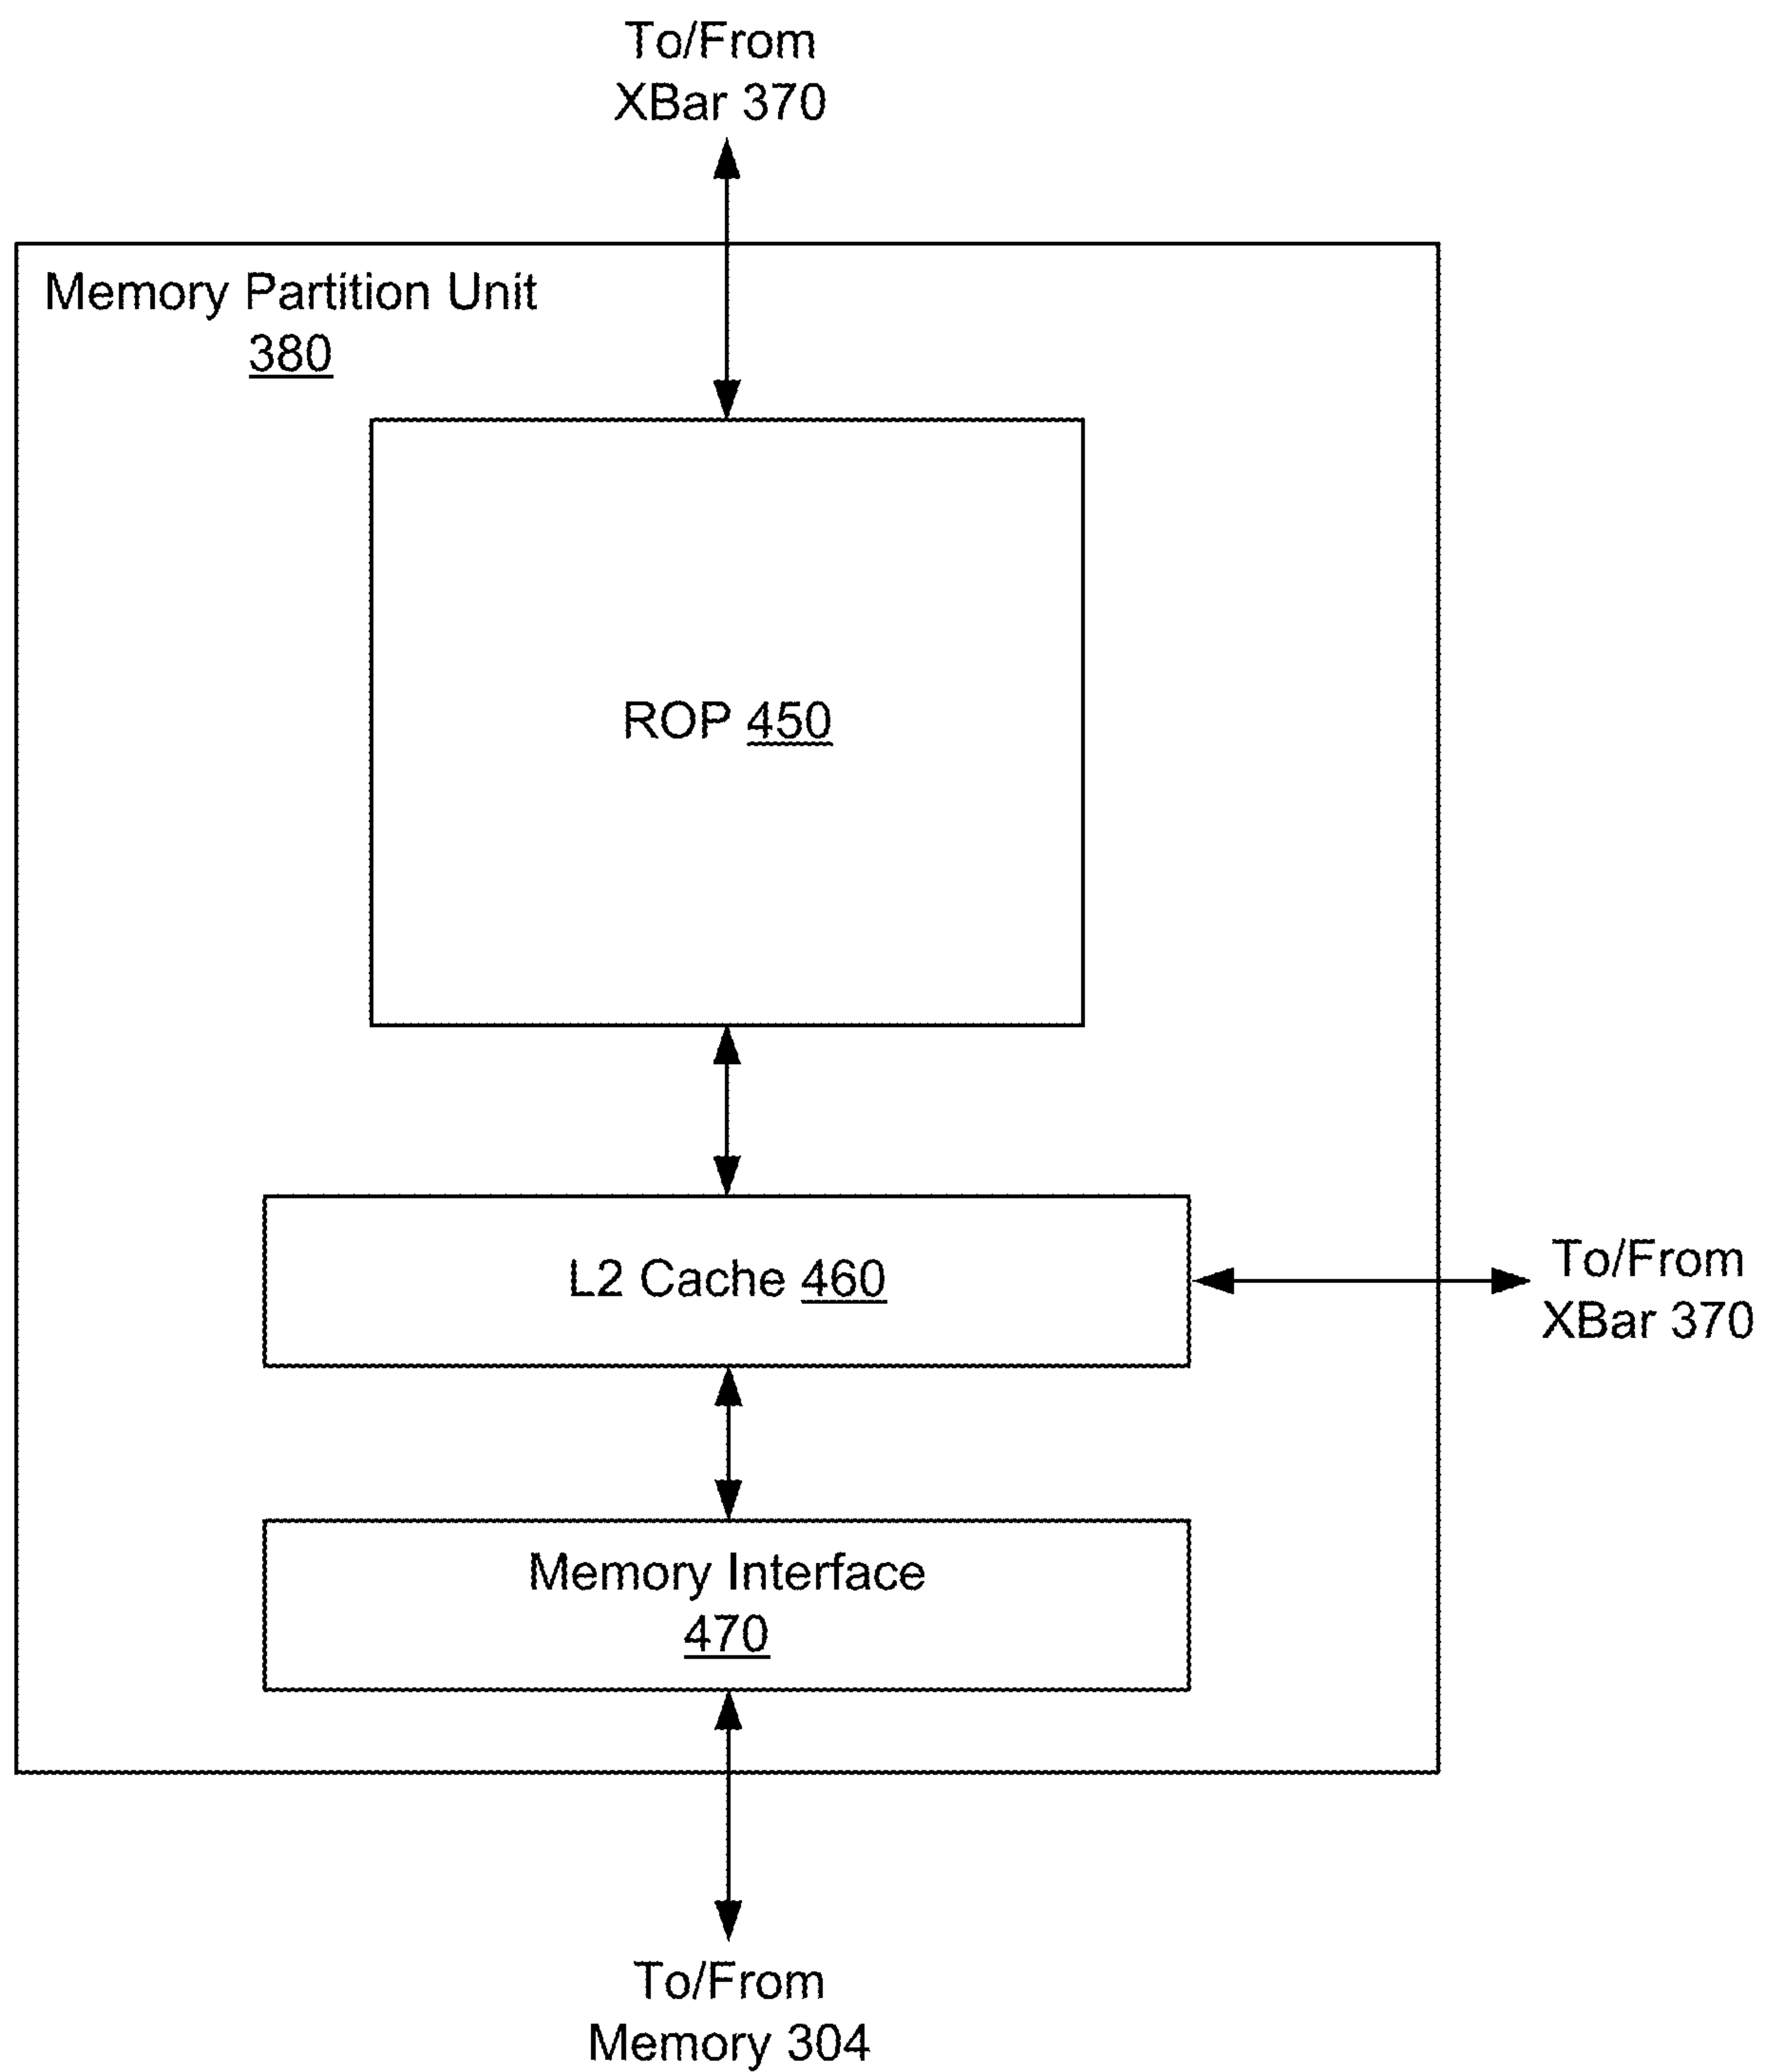 To/From
XBar 370
Memory Partition Unit
380
ROP 450
L2 Cache 460
To/From
XBar 370
Memory Interface
470
To/From
Memory 304